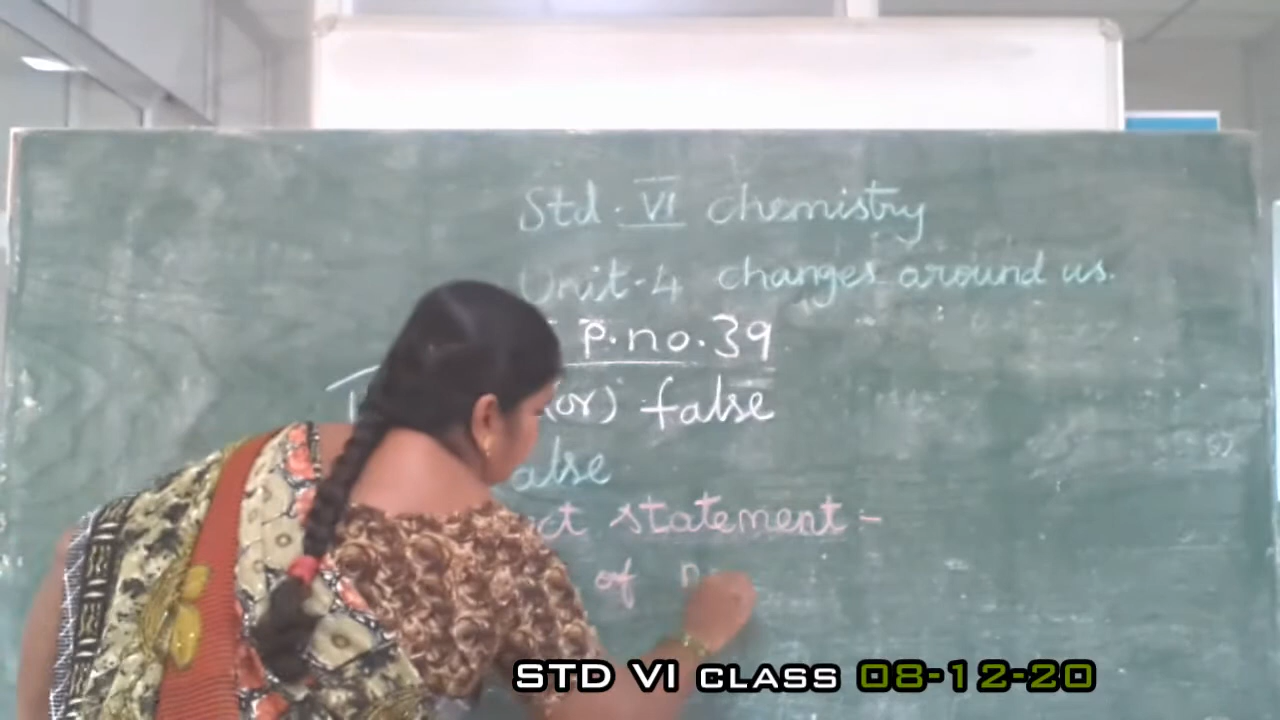 Std. VI chemistry
Unit-4 changes around us.
P.no.39
(or) false
alse
ct statement -
of n
STD VI CLASS 08-12-20